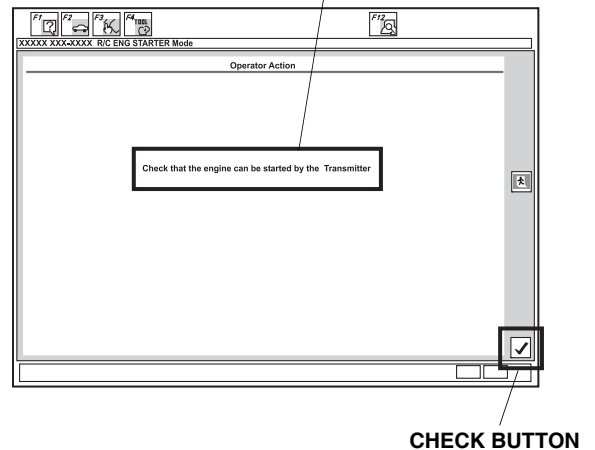 F1 F2 F3 F4 TOOL F12
XXXXX XXX-XXXX R/C ENG STARTER Mode
Operator Action
Check that the engine can be started by the Transmitter
CHECK BUTTON